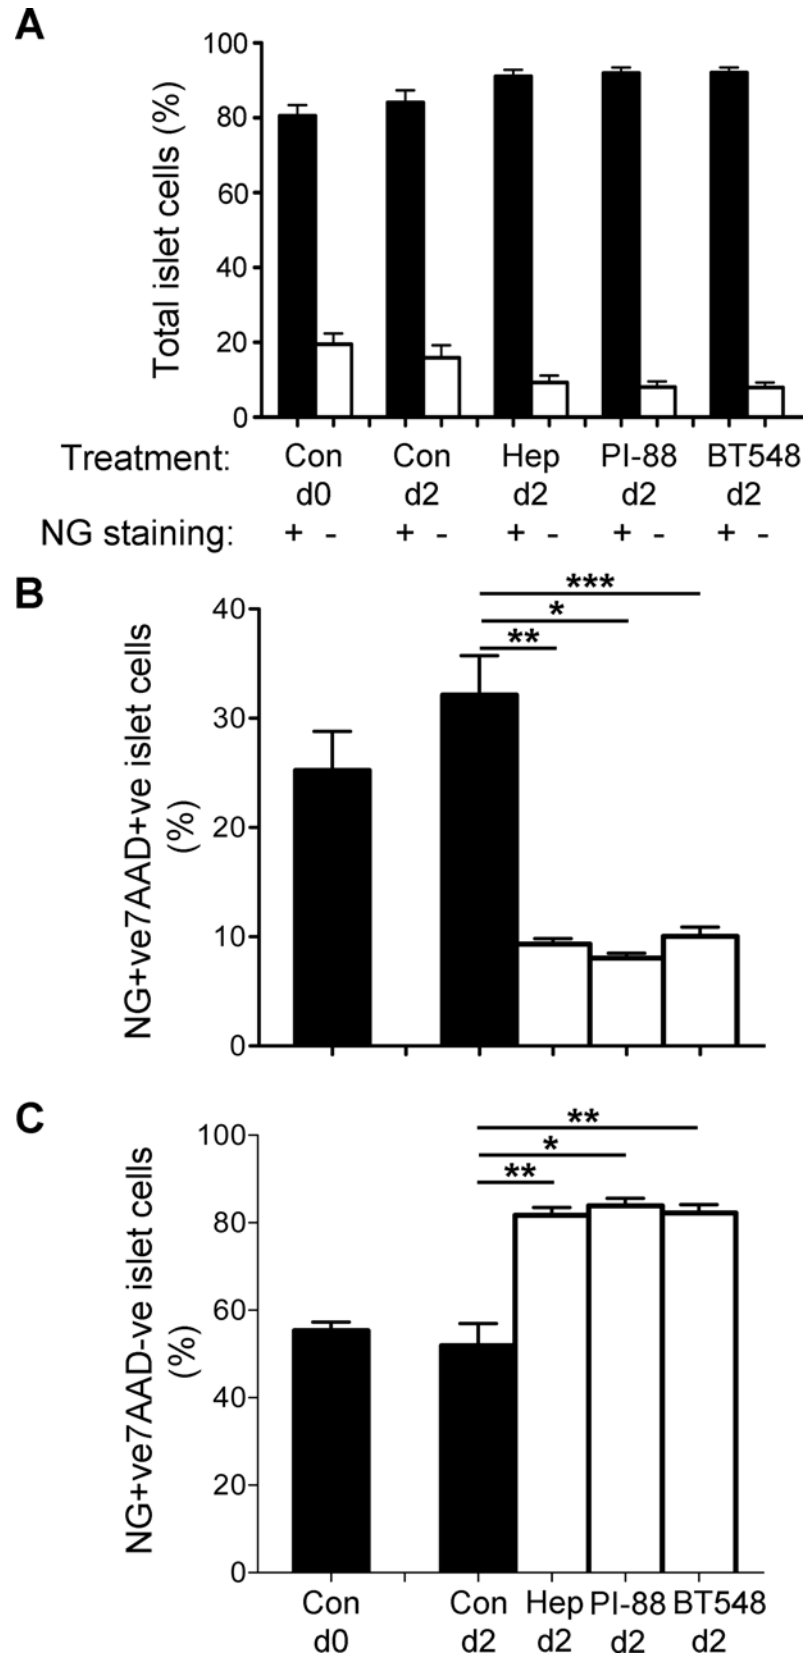 A
Total islet cells (%)
100
80
60
40
20
0
Treatment: Con Con Hep PI-88 BT548
d0 d2 d2 d2 d2
NG staining: + - + - + - + - + -
B
NG+ve7AAD+ve islet cells
(%)
40
30
20
10
0
***
*
**
C
NG+ve7AAD-ve islet cells
(%)
100
80
60
40
20
0
**
*
**
Con Con Hep PI-88 BT548
d0 d2 d2 d2 d2